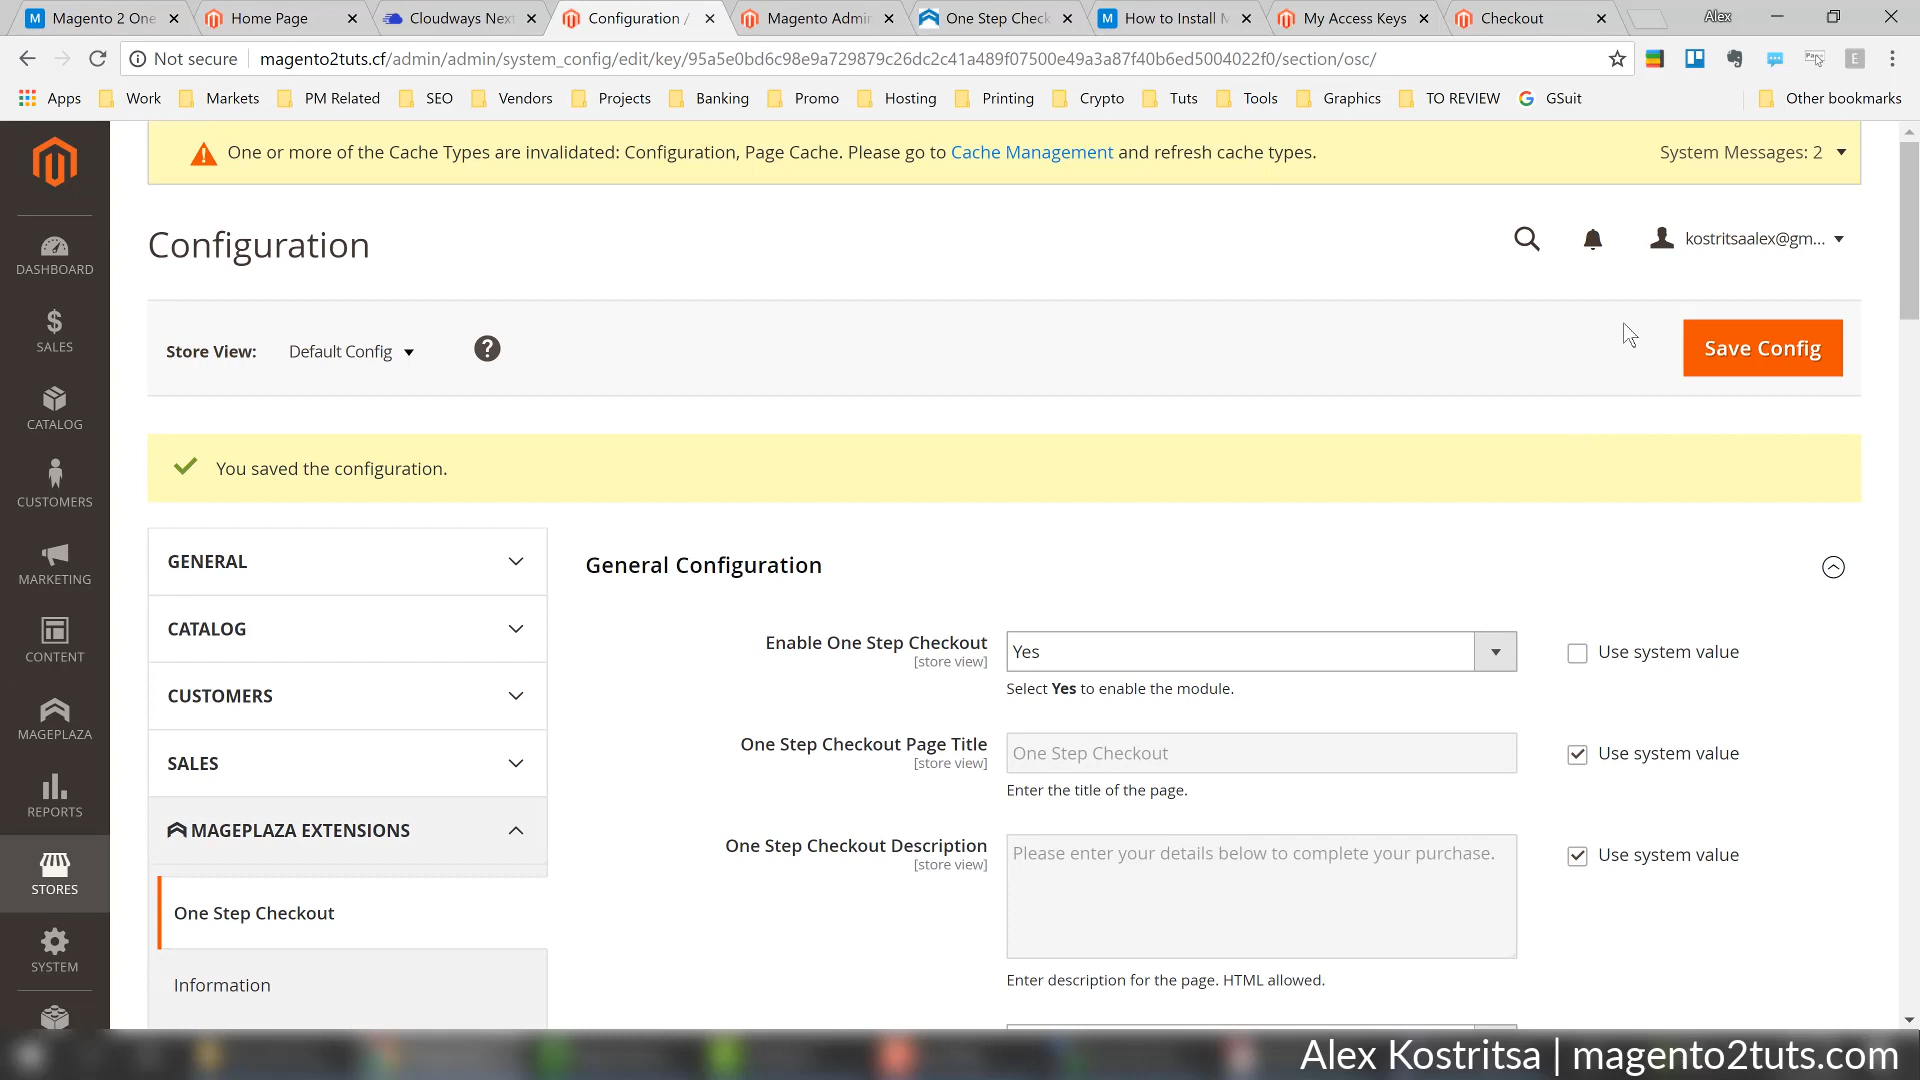 Magento 2 One
Home Page
Cloudways Next
Configuration /
Magento Admin
One Step Check
How to Install M
My Access Keys
Checkout
Alex
Not secure
magento2tuts.cf/admin/admin/system_config/edit/key/95a5e0bd6c98e9a729879c26dc2c41a489f07500e49a3a87f40b6ed5004022f0/section/osc/
Apps
Work
Markets
PM Related
SEO
Vendors
Projects
Banking
Promo
Hosting
Printing
Crypto
Tuts
Tools
Graphics
TO REVIEW
GSuit
Other bookmarks
One or more of the Cache Types are invalidated: Configuration, Page Cache. Please go to Cache Management and refresh cache types.
System Messages: 2
Configuration
kostritsaalex@gm...
Store View:
Default Config
?
Save Config
You saved the configuration.
DASHBOARD
SALES
CATALOG
CUSTOMERS
MARKETING
CONTENT
MAGEPLAZA
REPORTS
STORES
SYSTEM
GENERAL
CATALOG
CUSTOMERS
SALES
MAGEPLAZA EXTENSIONS
One Step Checkout
Information
General Configuration
Enable One Step Checkout
[store view]
Yes
Use system value
Select Yes to enable the module.
One Step Checkout Page Title
[store view]
One Step Checkout
Use system value
Enter the title of the page.
One Step Checkout Description
[store view]
Please enter your details below to complete your purchase.
Use system value
Enter description for the page. HTML allowed.
Alex Kostritsa | magento2tuts.com